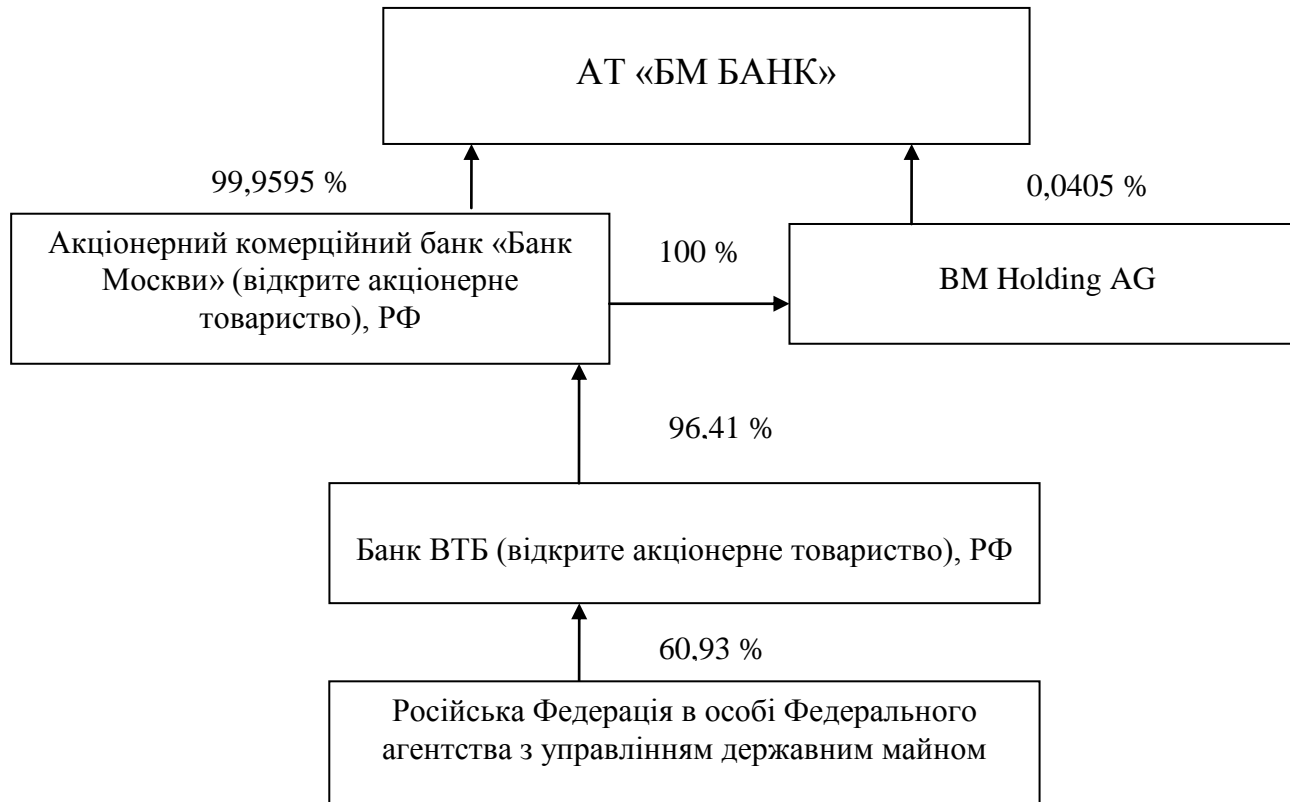 АТ «БМ БАНК»
99,9595 %
0,0405 %
Акціонерний комерційний банк «Банк
Москви» (відкрите акціонерне
товариство), РФ
100 %
BM Holding AG
96,41 %
Банк ВТБ (відкрите акціонерне товариство), РФ
60,93 %
Російська Федерація в особі Федерального
агентства з управлінням державним майном